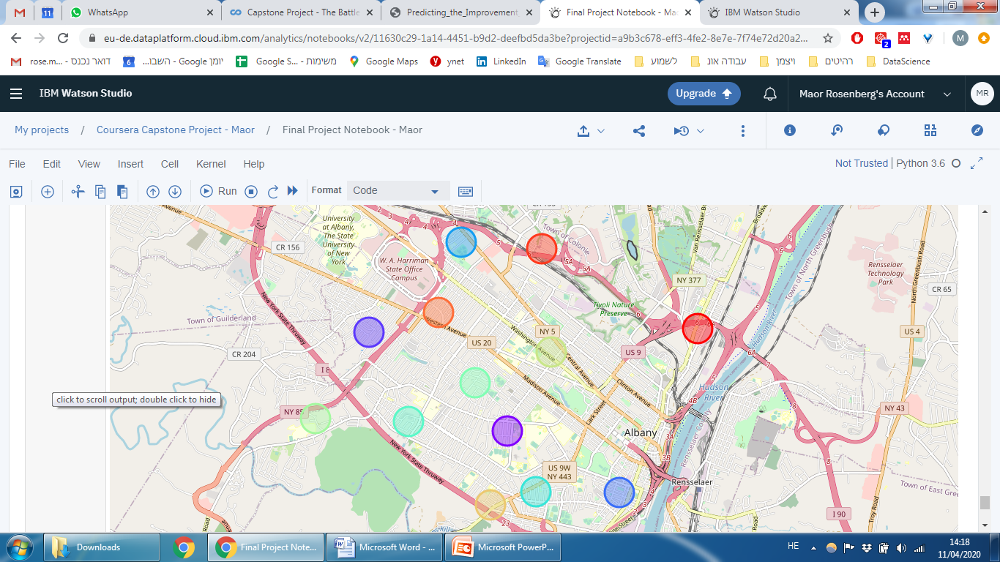 WhatsApp
Capstone Project - The Battle
Predicting_the_Improvement
Final Project Notebook - Mao
IBM Watson Studio
eu-de.dataplatform.cloud.ibm.com/analytics/notebooks/v2/11630c29-1a14-4451-b9d2-deefbd5da3be?projectid=a9b3c678-eff3-4fe2-8e7e-7f74e72d20a2...
2
M
rose.m... - דואר נכנס
6
יומן Google - השבו...
Google S... - משימות
Google Maps
ynet
LinkedIn
Google Translate
לשמוע
עבודה אונ
ויצמן
רהיטים
DataScience
IBM Watson Studio
Upgrade
Maor Rosenberg's Account
MR
My projects / Coursera Capstone Project - Maor / Final Project Notebook - Maor
File Edit View Insert Cell Kernel Help
Not Trusted | Python 3.6
Run
Format
Code
University
at Albany,
The State
University
of New
York
CR 156
W. A. Harriman
State Office
Campus
Town of Colonie
Van Rensselaer
Town of North Greenbush
Rensselaer
Technology
Park
North Greenbush Road
CR 65
NY 377
Tivoli Nature
Preserve
Town of Guilderland
New York State Thruway
US 20
NY 5
Washington Avenue
Central Avenue
US 9
US 4
Hudson River
CR 204
I 8
Madison Avenue
Clinton Avenue
Lark Street
Hudson
River
click to scroll output; double click to hide
NY 85
NY 43
Albany
New York State Thruway
US 9W
NY 443
Rensselaer County
Rensselaer
Town of East Gree
I 90
Troy Road
Downloads
Final Project Note...
Microsoft Word - ...
Microsoft PowerP...
HE
14:18
11/04/2020